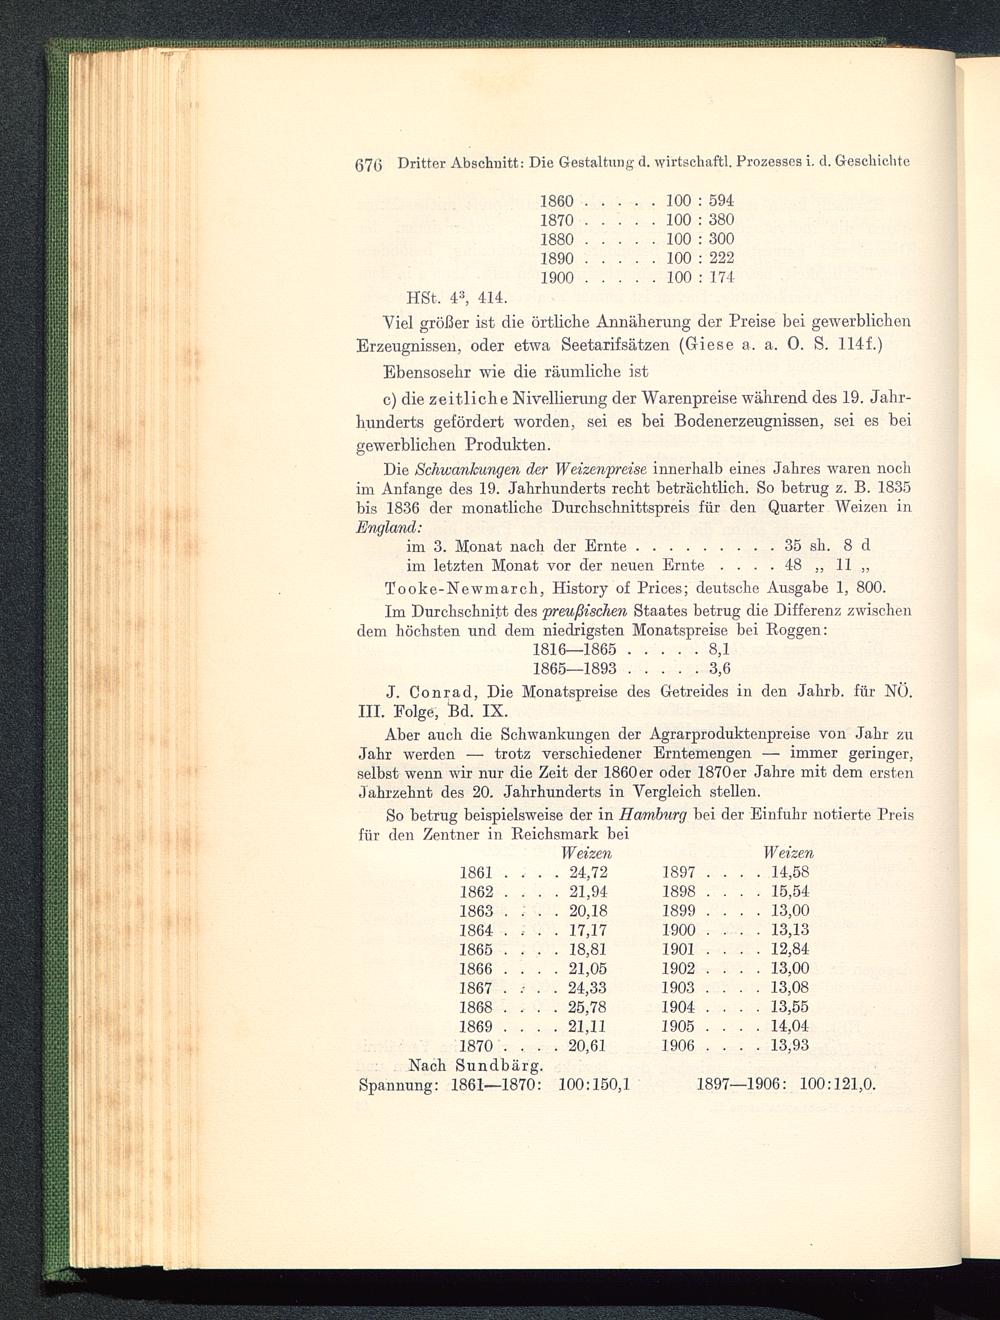 676 Dritter Abschnitt: Die Gestaltung d. wirtschaftl. Prozesses i. d. Geschichte
1860 . . . . . 100 : 594
1870 . . . . . 100 : 380
1880 . . . . . 100 : 300
1890 . . . . . 100 : 222
1900 . . . . . 100 : 174
HSt. 4³, 414.
Viel größer ist die örtliche Annäherung der Preise bei gewerblichen
Erzeugnissen, oder etwa Seetarifsätzen (Giese a. a. O. S. 114f.)
Ebensosehr wie die räumliche ist
c) die zeitliche Nivellierung der Warenpreise während des 19. Jahr-
hunderts gefördert worden, sei es bei Bodenerzeugnissen, sei es bei
gewerblichen Produkten.
Die Schwankungen der Weizenpreise innerhalb eines Jahres waren noch
im Anfange des 19. Jahrhunderts recht beträchtlich. So betrug z. B. 1835
bis 1836 der monatliche Durchschnittspreis für den Quarter Weizen in
England:
im 3. Monat nach der Ernte . . . . . . . . . 35 sh. 8 d
im letzten Monat vor der neuen Ernte . . . . 48 „ 11 „
Tooke-Newmarch, History of Prices; deutsche Ausgabe 1, 800.
Im Durchschnitt des preußischen Staates betrug die Differenz zwischen
dem höchsten und dem niedrigsten Monatspreise bei Roggen:
1816—1865 . . . . . 8,1
1865—1893 . . . . . 3,6
J. Conrad, Die Monatspreise des Getreides in den Jahrb. für NÖ.
III. Folge, Bd. IX.
Aber auch die Schwankungen der Agrarproduktenpreise von Jahr zu
Jahr werden — trotz verschiedener Erntemengen — immer geringer,
selbst wenn wir nur die Zeit der 1860er oder 1870er Jahre mit dem ersten
Jahrzehnt des 20. Jahrhunderts in Vergleich stellen.
So betrug beispielsweise der in Hamburg bei der Einfuhr notierte Preis
für den Zentner in Reichsmark bei
Weizen Weizen
1861 . . . . 24,72 1897 . . . . 14,58
1862 . . . . 21,94 1898 . . . . 15,54
1863 . . . . 20,18 1899 . . . . 13,00
1864 . . . . 17,17 1900 . . . . 13,13
1865 . . . . 18,81 1901 . . . . 12,84
1866 . . . . 21,05 1902 . . . . 13,00
1867 . . . . 24,33 1903 . . . . 13,08
1868 . . . . 25,78 1904 . . . . 13,55
1869 . . . . 21,11 1905 . . . . 14,04
1870 . . . . 20,61 1906 . . . . 13,93
Nach Sundbärg.
Spannung: 1861—1870: 100:150,1 1897—1906: 100:121,0.